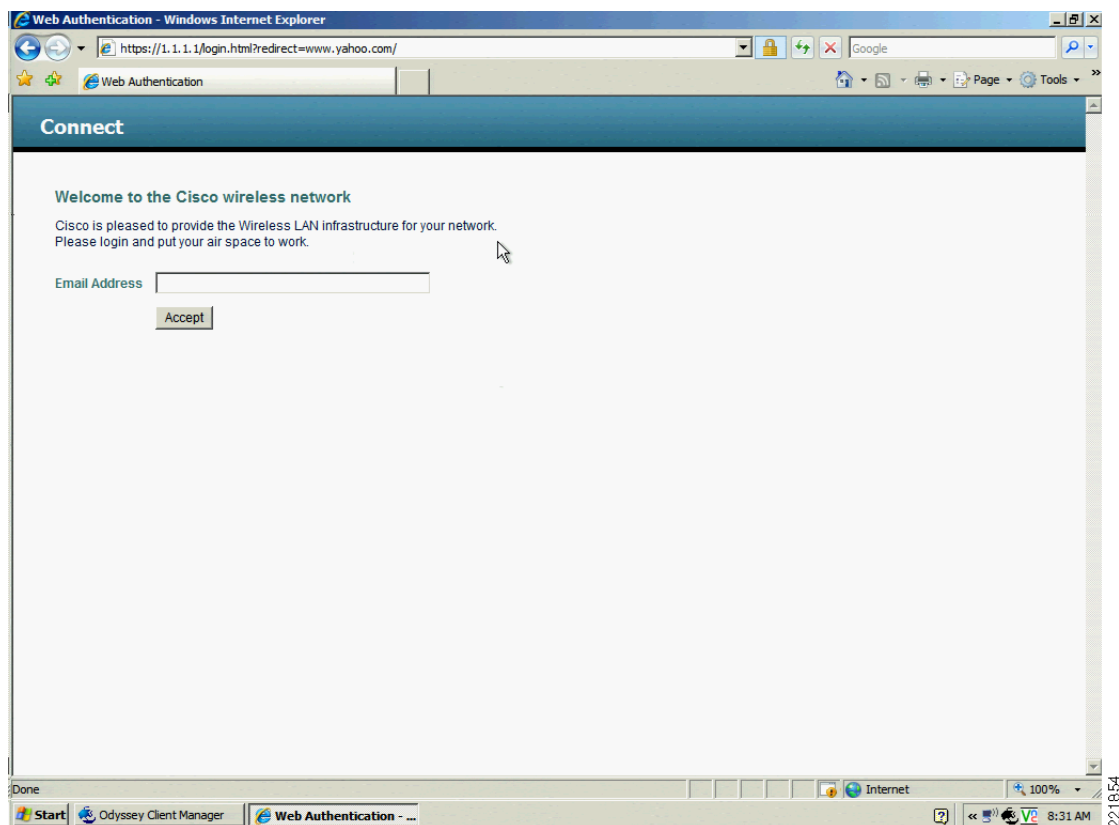 Web Authentication - Windows Internet Explorer
https://1.1.1.1/login.html?redirect=www.yahoo.com/
Google
Web Authentication
Page
Tools
»
Connect
Welcome to the Cisco wireless network
Cisco is pleased to provide the Wireless LAN infrastructure for your network.
Please login and put your air space to work.
Email Address
Accept
Done
Internet
100%
Start
Odyssey Client Manager
Web Authentication - ...
«
8:31 AM
221854